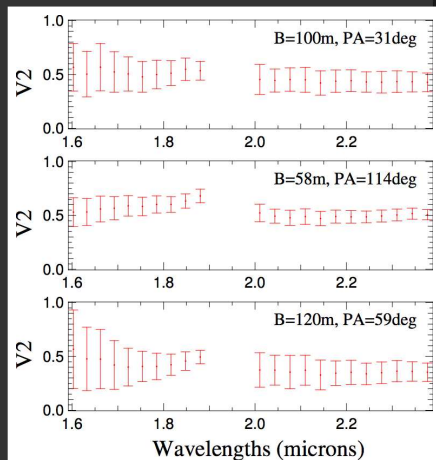 B=100m, PA=31deg
V2
1.0
0.5
0.0
1.6 1.8 2.0 2.2
B=58m, PA=114deg
V2
1.0
0.5
0.0
1.6 1.8 2.0 2.2
B=120m, PA=59deg
V2
1.0
0.5
0.0
1.6 1.8 2.0 2.2
Wavelengths (microns)